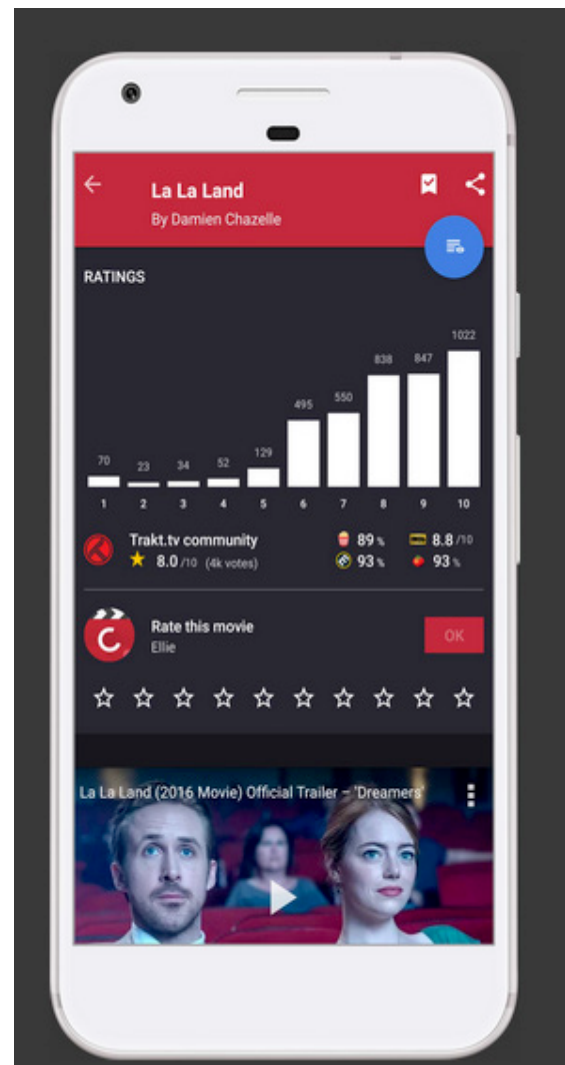 La La Land
By Damien Chazelle
RATINGS
1022
838 847
495 550
129
70 23 34 52
1 2 3 4 5 6 7 8 9 10
Trakt.tv community 89% 8.8/10
8.0/10 (4k votes) 93% 93%
Rate this movie
Ellie
OK
La La Land (2016 Movie) Official Trailer – 'Dreamers'